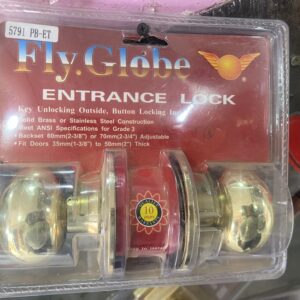 5791 PB-ET
Fly.Globe
ENTRANCE LOCK
Key Unlocking Outside, Button Locking In
Solid Brass or Stainless Steel Construction
Meet ANSI Specifications for Grade 3
• Backset 60mm(2-3/8") or 70mm(2-3/4") Adjustable
• Fit Doors 35mm(1-3/8") to 50mm(2") Thick
10